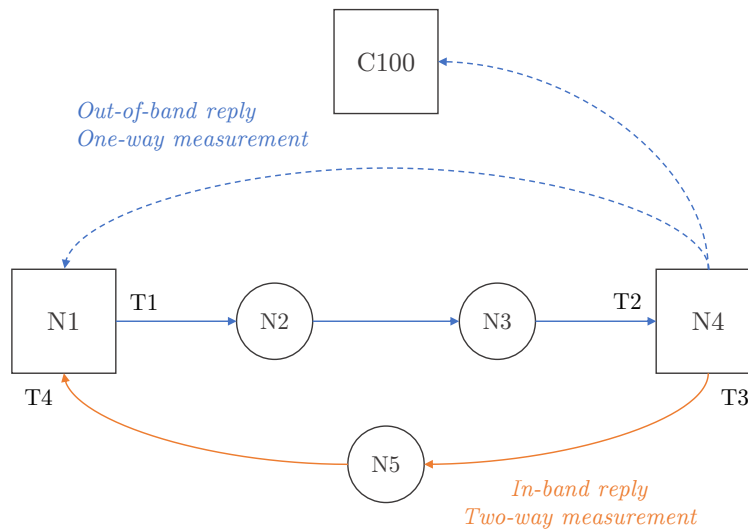 C100
Out-of-band reply
One-way measurement
T1
T2
N1
N2
N3
N4
T4
T3
N5
In-band reply
Two-way measurement